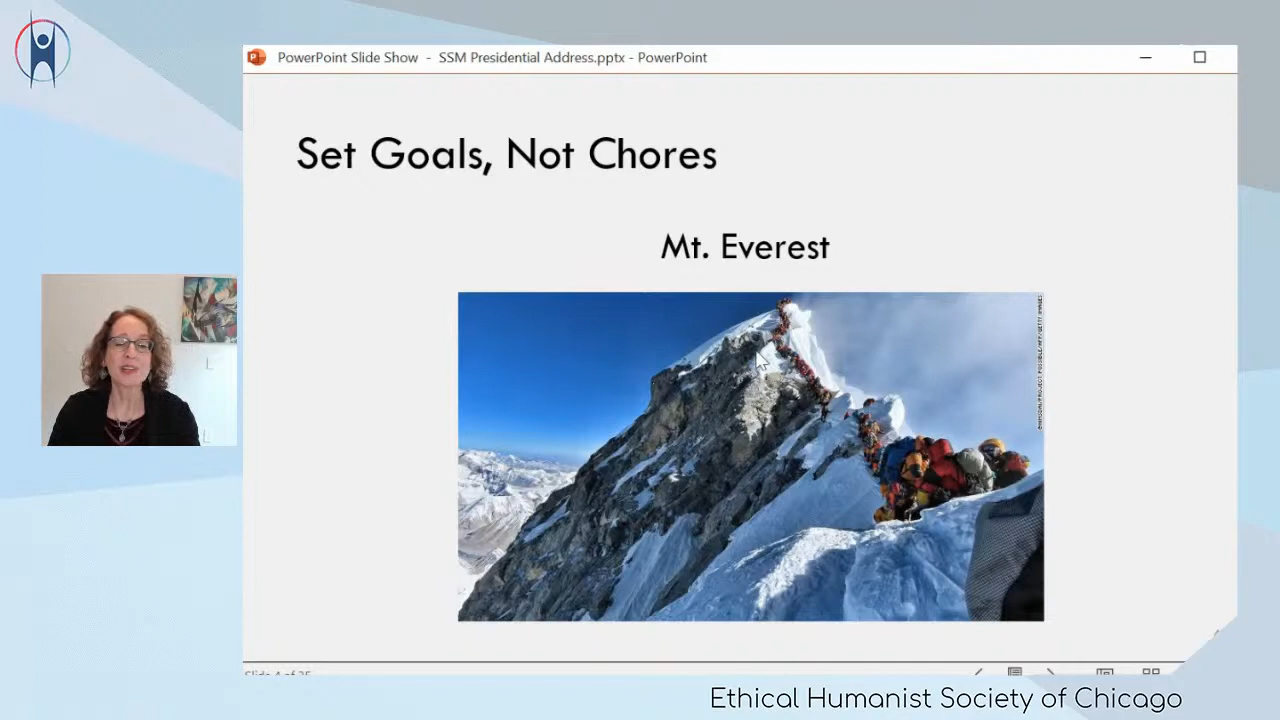 PowerPoint Slide Show - SSM Presidential Address.pptx - PowerPoint
Set Goals, Not Chores
Mt. Everest
Ethical Humanist Society of Chicago